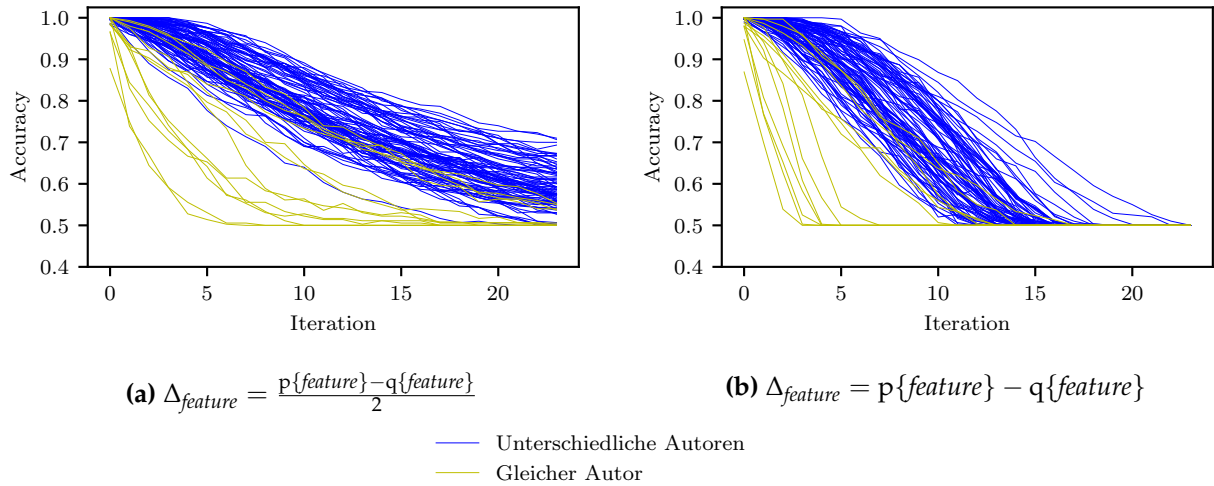 1.0
0.9
0.8
0.7
0.6
0.5
0.4
Accuracy
0 5 10 15 20
Iteration
1.0
0.9
0.8
0.7
0.6
0.5
0.4
Accuracy
0 5 10 15 20
Iteration
(a) Δfeature = p{feature}−q{feature} / 2
(b) Δfeature = p{feature} − q{feature}
Unterschiedliche Autoren
Gleicher Autor